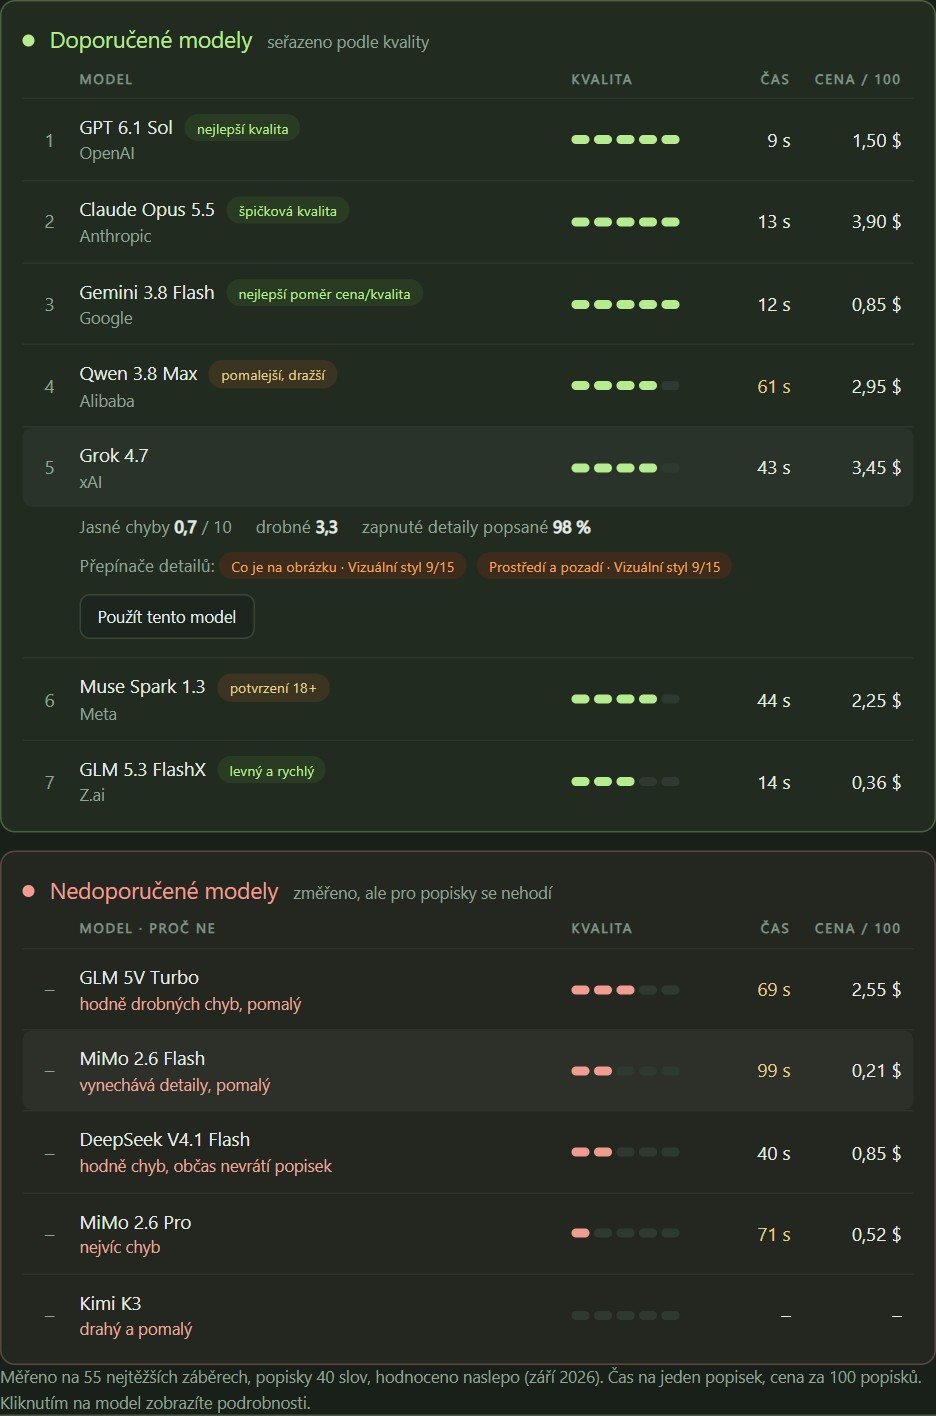 Doporučené modely seřazeno podle kvality
MODEL KVALITA ČAS CENA / 100
1 GPT 6.1 Sol nejlepší kvalita 9 s 1,50 $
OpenAI
2 Claude Opus 5.5 špičková kvalita 13 s 3,90 $
Anthropic
3 Gemini 3.8 Flash nejlepší poměr cena/kvalita 12 s 0,85 $
Google
4 Qwen 3.8 Max pomalejší, dražší 61 s 2,95 $
Alibaba
5 Grok 4.7 43 s 3,45 $
xAI
Jasné chyby 0,7 / 10 drobné 3,3 zapnuté detaily popsané 98 %
Přepínače detailů: Co je na obrázku · Vizuální styl 9/15 Prostředí a pozadí · Vizuální styl 9/15
Použít tento model
6 Muse Spark 1.3 potvrzení 18+ 44 s 2,25 $
Meta
7 GLM 5.3 FlashX levný a rychlý 14 s 0,36 $
Z.ai
Nedoporučené modely změřeno, ale pro popisky se nehodí
MODEL · PROČ NE KVALITA ČAS CENA / 100
– GLM 5V Turbo 69 s 2,55 $
hodně drobných chyb, pomalý
– MiMo 2.6 Flash 99 s 0,21 $
vynechává detaily, pomalý
– DeepSeek V4.1 Flash 40 s 0,85 $
hodně chyb, občas nevrátí popisek
– MiMo 2.6 Pro 71 s 0,52 $
nejvíc chyb
– Kimi K3 – –
drahý a pomalý
Měřeno na 55 nejtěžších záběrech, popisky 40 slov, hodnoceno naslepo (září 2026). Čas na jeden popisek, cena za 100 popisků.
Kliknutím na model zobrazíte podrobnosti.